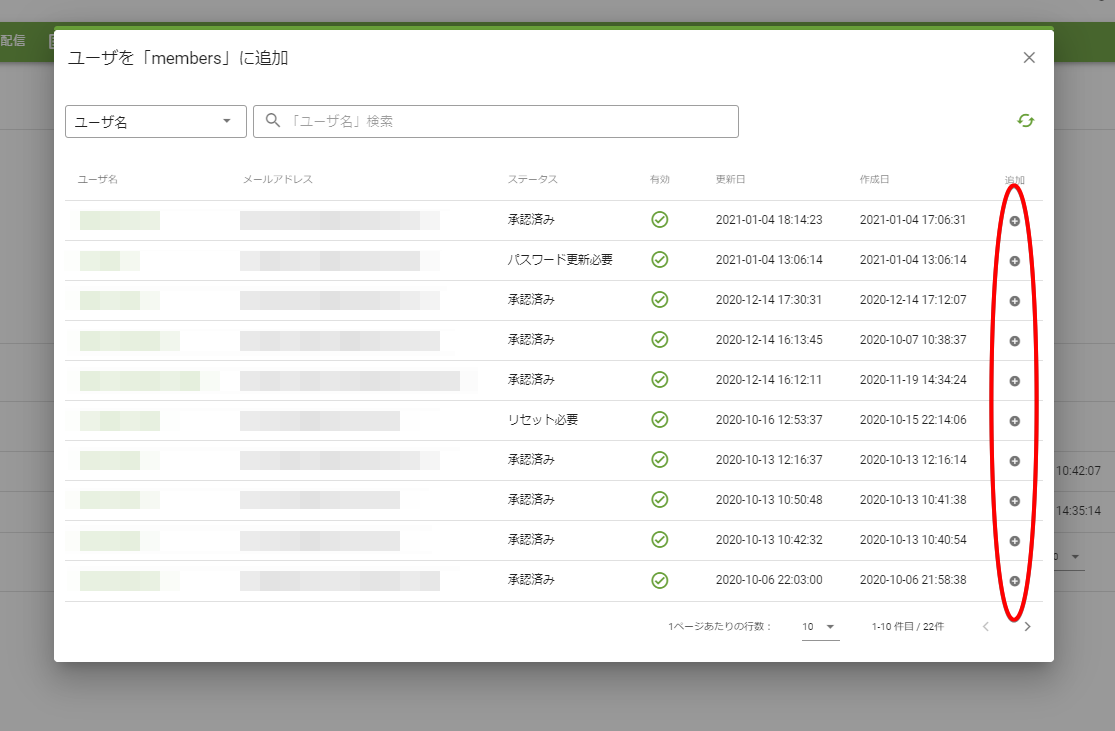 配信
ユーザを「members」に追加
ユーザ名
「ユーザ名」検索
ユーザ名 メールアドレス ステータス 有効 更新日 作成日 追加
承認済み 2021-01-04 18:14:23 2021-01-04 17:06:31
パスワード更新必要 2021-01-04 13:06:14 2021-01-04 13:06:14
承認済み 2020-12-14 17:30:31 2020-12-14 17:12:07
承認済み 2020-12-14 16:13:45 2020-10-07 10:38:37
承認済み 2020-12-14 16:12:11 2020-11-19 14:34:24
リセット必要 2020-10-16 12:53:37 2020-10-15 22:14:06
承認済み 2020-10-13 12:16:37 2020-10-13 12:16:14
10:42:07
承認済み 2020-10-13 10:50:48 2020-10-13 10:41:38
14:35:14
承認済み 2020-10-13 10:42:32 2020-10-13 10:40:54
承認済み 2020-10-06 22:03:00 2020-10-06 21:58:38
1ページあたりの行数： 10 1-10 件目 / 22件